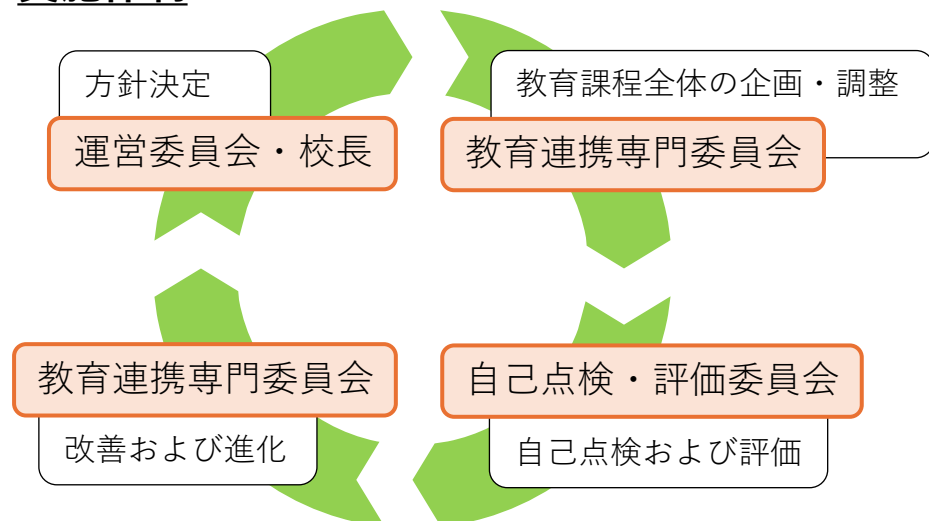 方針決定
運営委員会・校長
教育課程全体の企画・調整
教育連携専門委員会
教育連携専門委員会
改善および進化
自己点検・評価委員会
自己点検および評価